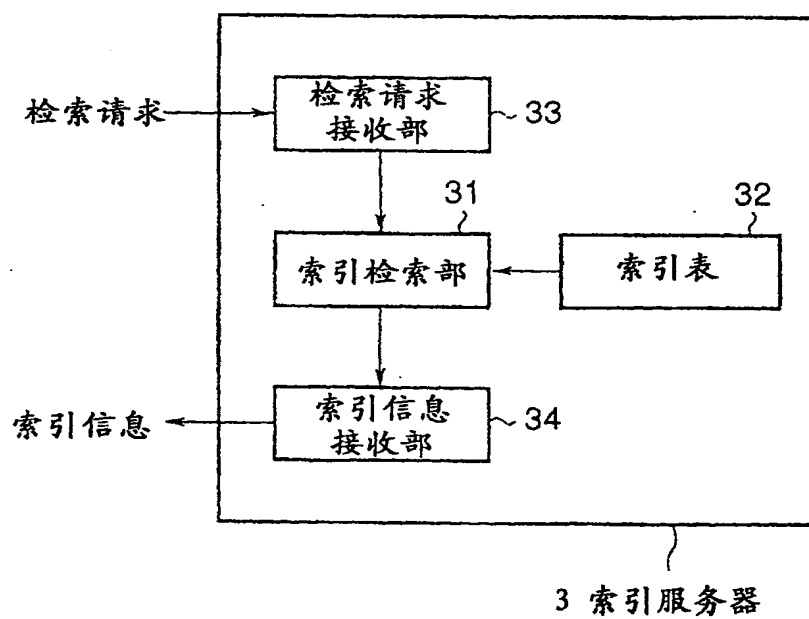 检索请求
检索请求
接收部
33
31
32
索引检索部
索引表
索引信息
索引信息
接收部
34
3 索引服务器